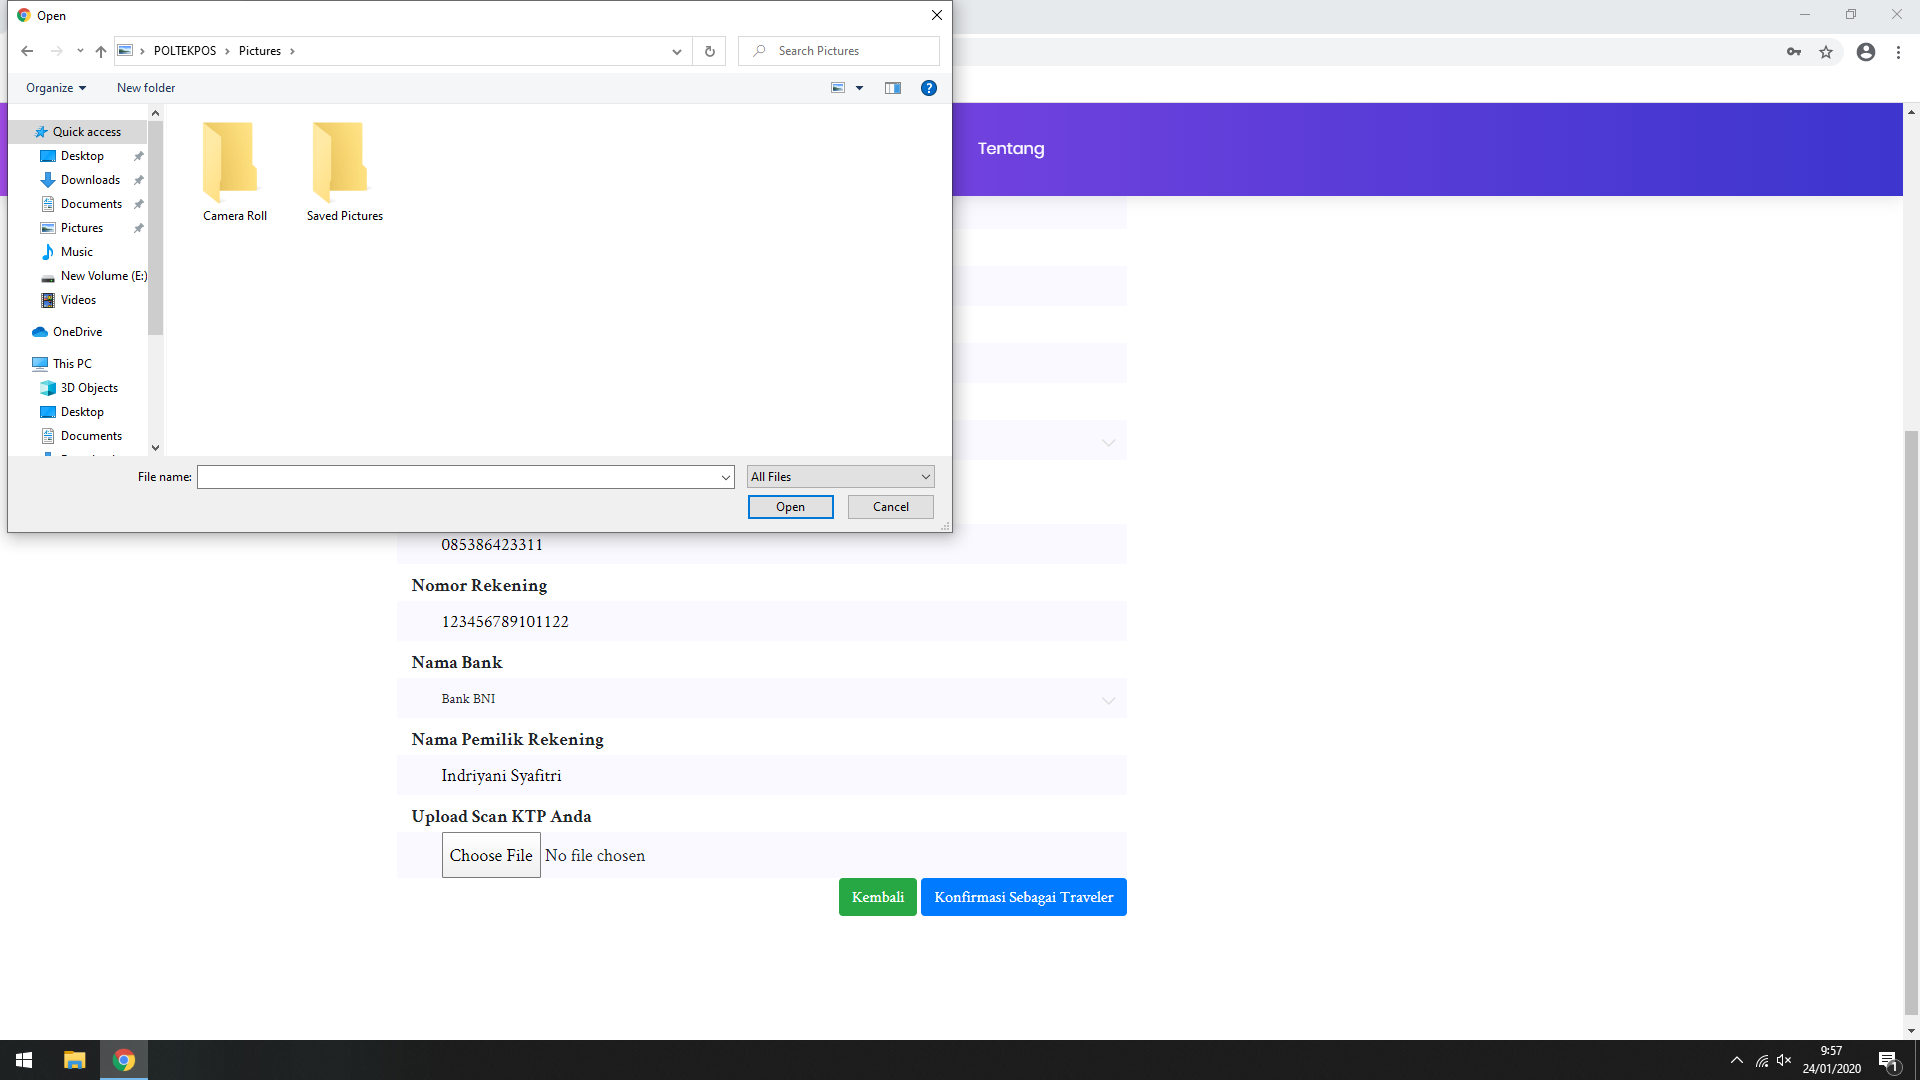 Open
POLTEKPOS
Pictures
Search Pictures
Organize
New folder
Quick access
Desktop
Downloads
Documents
Pictures
Music
New Volume (E:)
Videos
OneDrive
This PC
3D Objects
Desktop
Documents
Camera Roll
Saved Pictures
File name:
All Files
Open
Cancel
Tentang
085386423311
Nomor Rekening
123456789101122
Nama Bank
Bank BNI
Nama Pemilik Rekening
Indriyani Syafitri
Upload Scan KTP Anda
Choose File No file chosen
Kembali
Konfirmasi Sebagai Traveler
9:57
24/01/2020
1